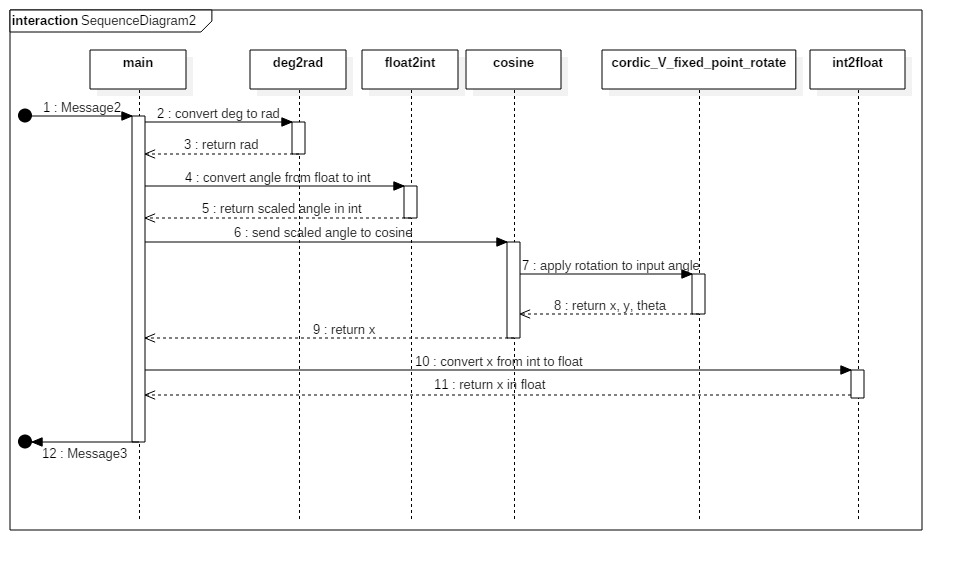 interaction SequenceDiagram2
main
deg2rad
float2int
cosine
cordic_V_fixed_point_rotate
int2float
1 : Message2
2 : convert deg to rad
3 : return rad
4 : convert angle from float to int
5 : return scaled angle in int
6 : send scaled angle to cosine
7 : apply rotation to input angle
8 : return x, y, theta
9 : return x
10 : convert x from int to float
11 : return x in float
12 : Message3